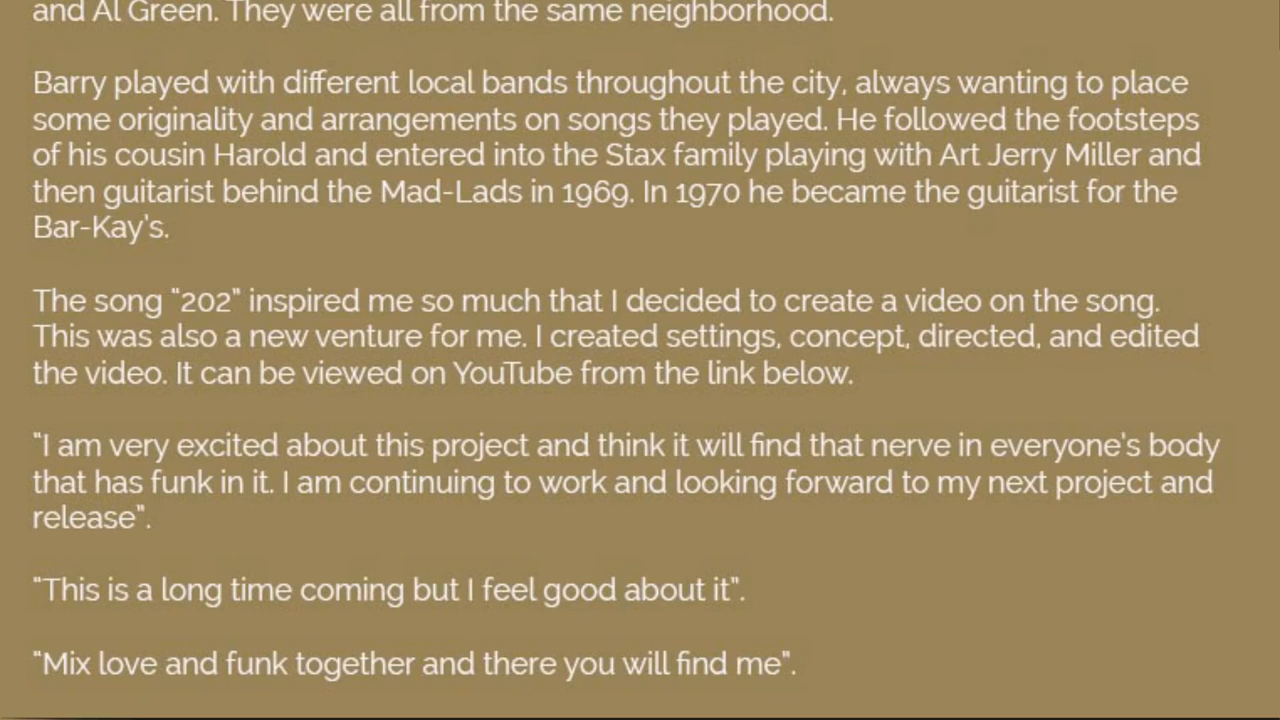 and Al Green. They were all from the same neighborhood.
Barry played with different local bands throughout the city, always wanting to place
some originality and arrangements on songs they played. He followed the footsteps
of his cousin Harold and entered into the Stax family playing with Art Jerry Miller and
then guitarist behind the Mad-Lads in 1969. In 1970 he became the guitarist for the
Bar-Kay's.
The song "202" inspired me so much that I decided to create a video on the song.
This was also a new venture for me. I created settings, concept, directed, and edited
the video. It can be viewed on YouTube from the link below.
"I am very excited about this project and think it will find that nerve in everyone's body
that has funk in it. I am continuing to work and looking forward to my next project and
release".
"This is a long time coming but I feel good about it".
"Mix love and funk together and there you will find me".